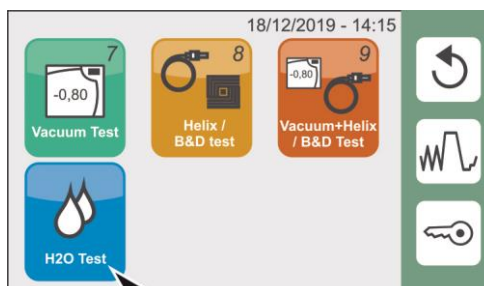 18/12/2019 - 14:15
7
-0,80
Vacuum Test
8
Helix /
B&D test
9
-0,80
Vacuum+Helix
/ B&D Test
H2O Test